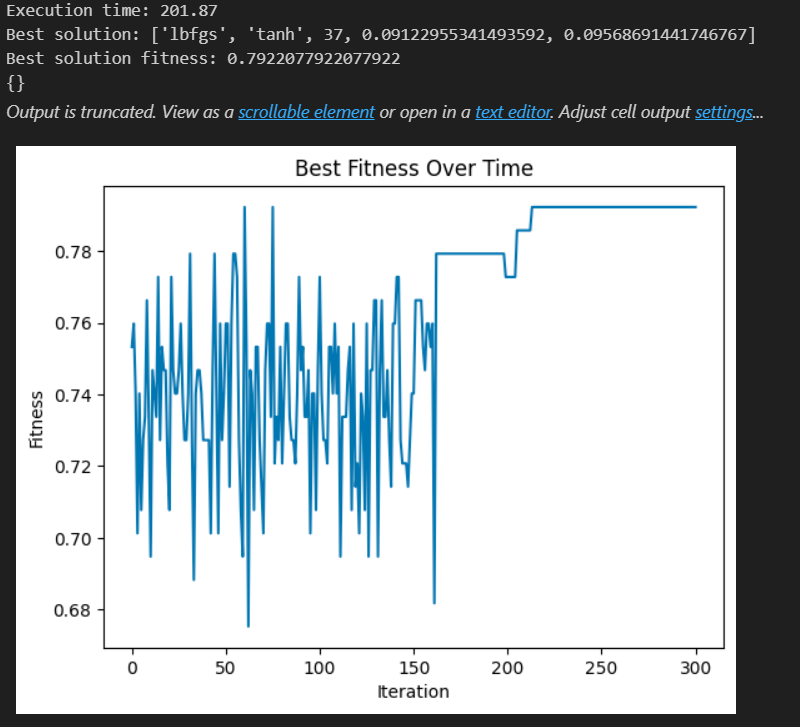 Execution time: 201.87
Best solution: ['lbfgs', 'tanh', 37, 0.09122955341493592, 0.09568691441746767]
Best solution fitness: 0.7922077922077922
{}
Output is truncated. View as a scrollable element or open in a text editor. Adjust cell output settings...
Best Fitness Over Time
0.78
0.76
0.74
0.72
0.70
0.68
Fitness
0 50 100 150 200 250 300
Iteration